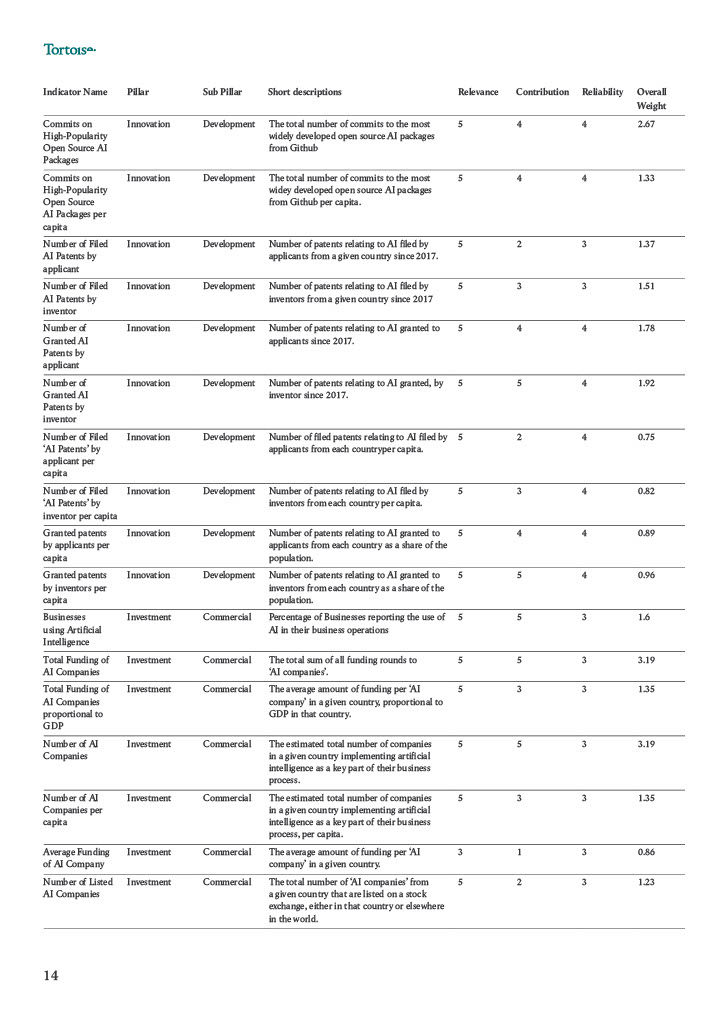 Tortoise
Indicator Name Pillar Sub Pillar Short descriptions Relevance Contribution Reliability Overall
Weight
Commits on Innovation Development The total number of commits to the most 5 4 4 2.67
High-Popularity widely developed open source AI packages
Open Source AI from Github
Packages
Commits on Innovation Development The total number of commits to the most 5 4 4 1.33
High-Popularity widey developed open source AI packages
Open Source from Github per capita.
AI Packages per
capita
Number of Filed Innovation Development Number of patents relating to AI filed by 5 2 3 1.37
AI Patents by applicants from a given country since 2017.
applicant
Number of Filed Innovation Development Number of patents relating to AI filed by 5 3 3 1.51
AI Patents by inventors from a given country since 2017
inventor
Number of Innovation Development Number of patents relating to AI granted to 5 4 4 1.78
Granted AI applicants since 2017.
Patents by
applicant
Number of Innovation Development Number of patents relating to AI granted, by 5 5 4 1.92
Granted AI inventor since 2017.
Patents by
inventor
Number of Filed Innovation Development Number of filed patents relating to AI filed by 5 2 4 0.75
‘AI Patents’ by applicants from each countryper capita.
applicant per
capita
Number of Filed Innovation Development Number of patents relating to AI filed by 5 3 4 0.82
‘AI Patents’ by inventors from each country per capita.
inventor per capita
Granted patents Innovation Development Number of patents relating to AI granted to 5 4 4 0.89
by applicants per applicants from each country as a share of the
capita population.
Granted patents Innovation Development Number of patents relating to AI granted to 5 5 4 0.96
by inventors per inventors from each country as a share of the
capita population.
Businesses Investment Commercial Percentage of Businesses reporting the use of 5 5 3 1.6
using Artificial AI in their business operations
Intelligence
Total Funding of Investment Commercial The total sum of all funding rounds to 5 5 3 3.19
AI Companies ‘AI companies’.
Total Funding of Investment Commercial The average amount of funding per ‘AI 5 3 3 1.35
AI Companies company’ in a given country, proportional to
proportional to GDP in that country.
GDP
Number of AI Investment Commercial The estimated total number of companies 5 5 3 3.19
Companies in a given country implementing artificial
intelligence as a key part of their business
process.
Number of AI Investment Commercial The estimated total number of companies 5 3 3 1.35
Companies per in a given country implementing artificial
capita intelligence as a key part of their business
process, per capita.
Average Funding Investment Commercial The average amount of funding per ‘AI 3 1 3 0.86
of AI Company company’ in a given country.
Number of Listed Investment Commercial The total number of ‘AI companies’ from 5 2 3 1.23
AI Companies a given country that are listed on a stock
exchange, either in that country or elsewhere
in the world.
14